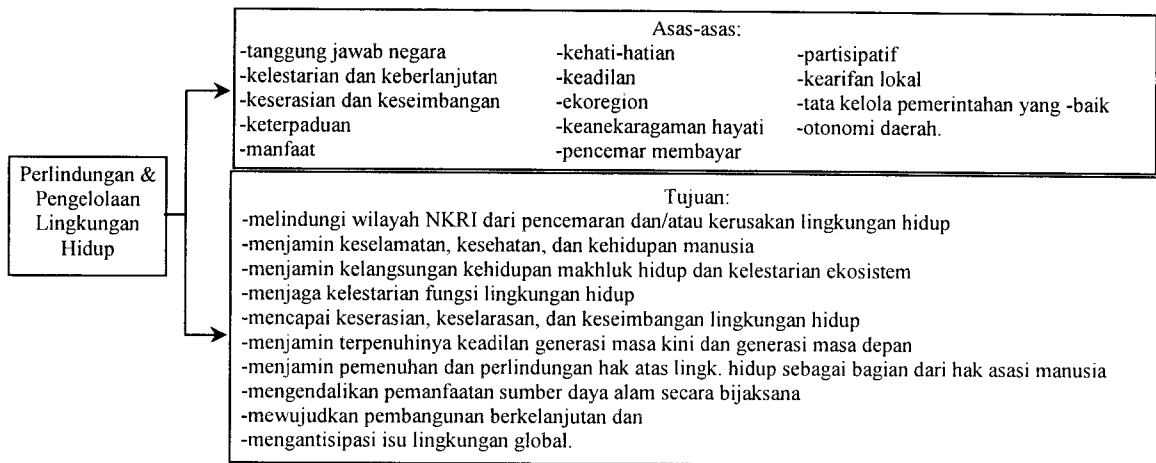 Perlindungan &
Pengelolaan
Lingkungan
Hidup
Asas-asas:
-tanggung jawab negara
-kelestarian dan keberlanjutan
-keserasian dan keseimbangan
-keterpaduan
-manfaat
-kehati-hatian
-keadilan
-ekoregion
-keanekaragaman hayati
-pencemar membayar
-partisipatif
-kearifan lokal
-tata kelola pemerintahan yang -baik
-otonomi daerah.
Tujuan:
-melindungi wilayah NKRI dari pencemaran dan/atau kerusakan lingkungan hidup
-menjamin keselamatan, kesehatan, dan kehidupan manusia
-menjamin kelangsungan kehidupan makhluk hidup dan kelestarian ekosistem
-menjaga kelestarian fungsi lingkungan hidup
-mencapai keserasian, keselarasan, dan keseimbangan lingkungan hidup
-menjamin terpenuhinya keadilan generasi masa kini dan generasi masa depan
-menjamin pemenuhan dan perlindungan hak atas lingk. hidup sebagai bagian dari hak asasi manusia
-mengendalikan pemanfaatan sumber daya alam secara bijaksana
-mewujudkan pembangunan berkelanjutan dan
-mengantisipasi isu lingkungan global.